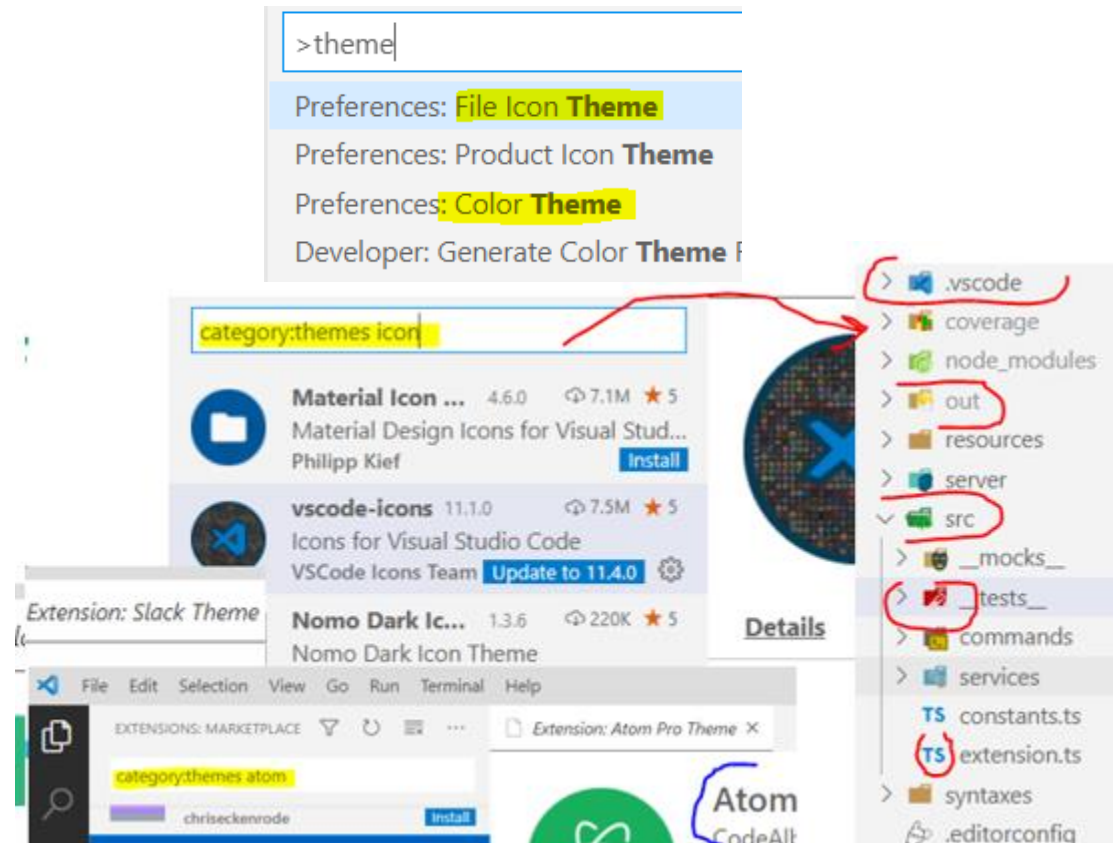 >theme
Preferences: File Icon Theme
Preferences: Product Icon Theme
Preferences: Color Theme
Developer: Generate Color Theme
category:themes icon
Material Icon ... 4.6.0 7.1M ★ 5
Material Design Icons for Visual Stud...
Philipp Kief Install
vscode-icons 11.1.0 7.5M ★ 5
Icons for Visual Studio Code
VSCode Icons Team Update to 11.4.0
Nomo Dark Ic... 1.3.6 220K ★ 5
Nomo Dark Icon Theme
Details
Extension: Slack Theme
File Edit Selection View Go Run Terminal Help
EXTENSIONS: MARKETPLACE
Extension: Atom Pro Theme ×
category:themes atom
chriseckenrode Install
Atom
> .vscode
> coverage
> node_modules
> out
> resources
> server
src
> __mocks__
> __tests__
> commands
> services
TS constants.ts
TS extension.ts
> syntaxes
.editorconfig